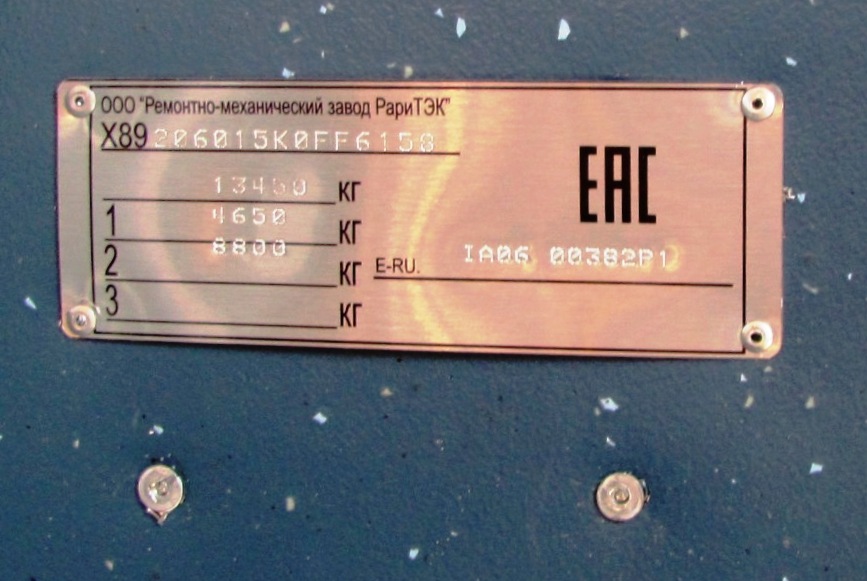 ООО "Ремонтно-механический завод РариТЭК"
X89206015K0FF6158
13450 КГ
1 4650 КГ
2 8800 КГ
3 КГ
EAC
E-RU. IA06 00382P1